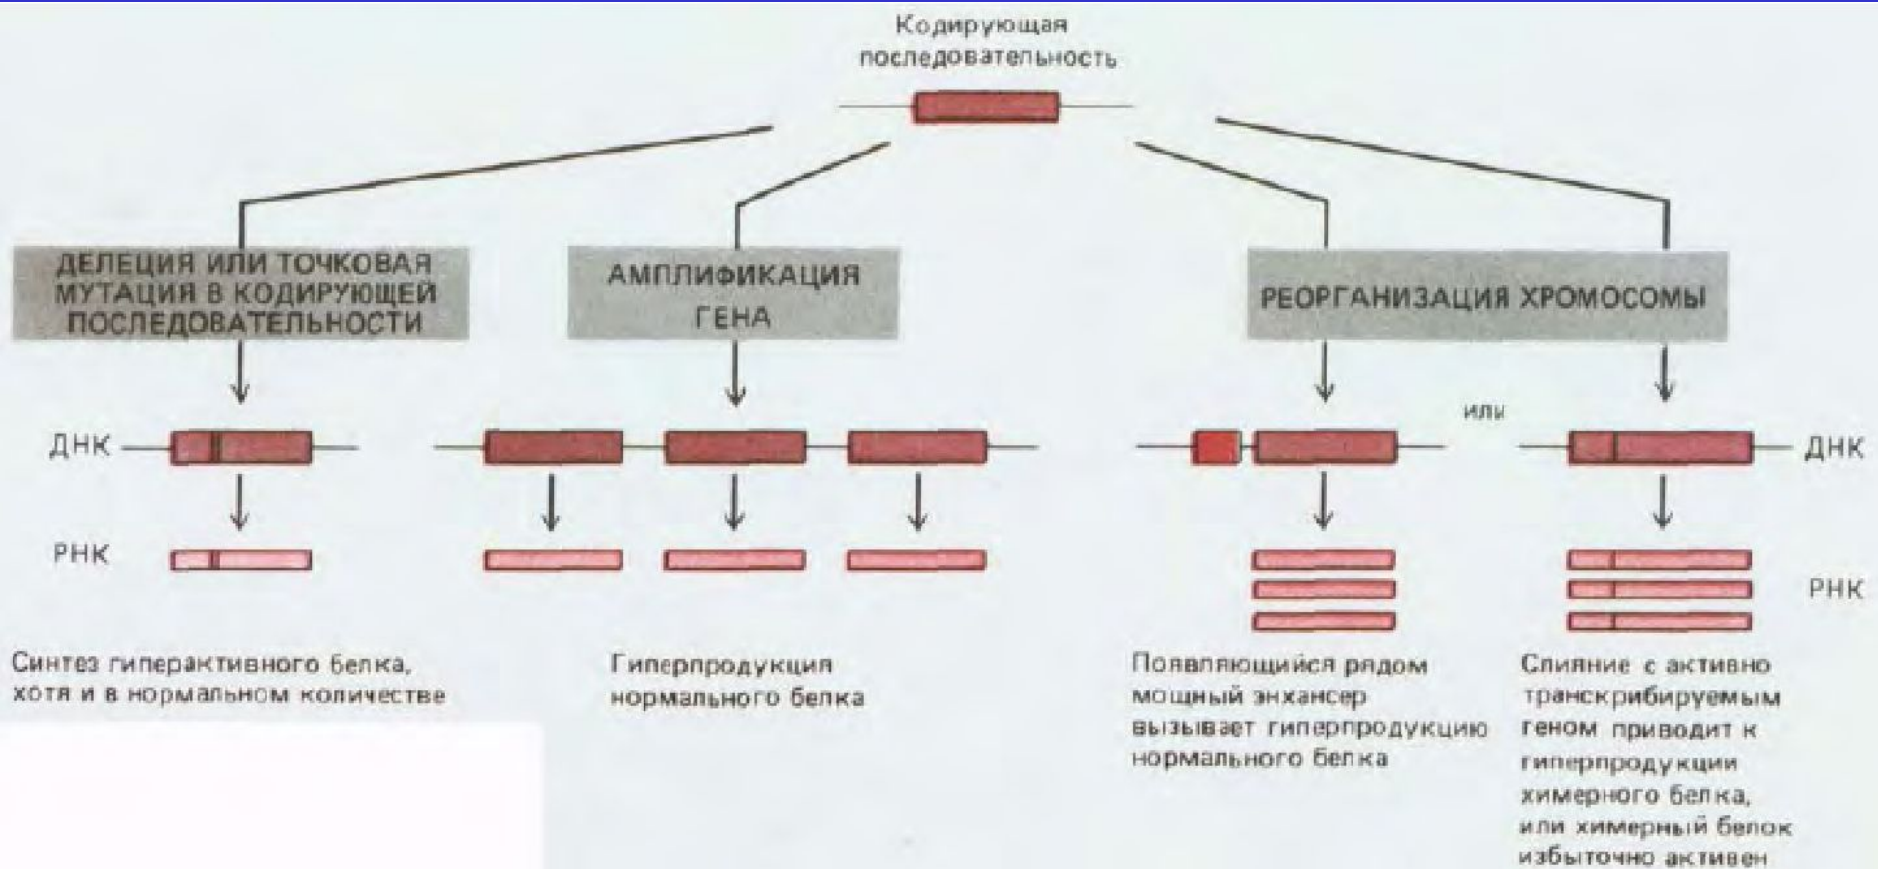 Кодирующая
последовательность
ДЕЛЕЦИЯ ИЛИ ТОЧКОВАЯ
МУТАЦИЯ В КОДИРУЮЩЕЙ
ПОСЛЕДОВАТЕЛЬНОСТИ
АМПЛИФИКАЦИЯ
ГЕНА
РЕОРГАНИЗАЦИЯ ХРОМОСОМЫ
или
ДНК
ДНК
РНК
РНК
Синтез гиперактивного белка,
хотя и в нормальном количестве
Гиперпродукция
нормального белка
Появляющийся рядом
мощный энхансер
вызывает гиперпродукцию
нормального белка
Слияние с активно
транскрибируемым
геном приводит к
гиперпродукции
химерного белка,
или химерный белок
избыточно активен